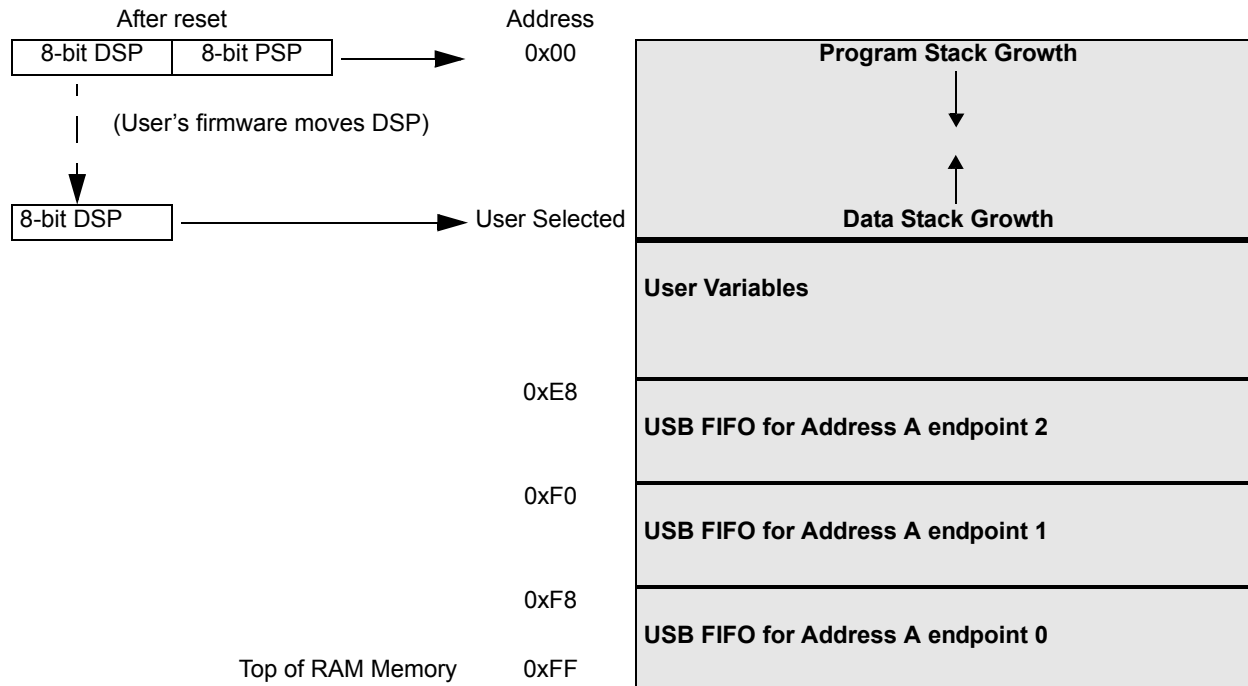 After reset
Address
8-bit DSP 8-bit PSP
0x00
Program Stack Growth
(User's firmware moves DSP)
8-bit DSP
User Selected
Data Stack Growth
User Variables
0xE8
USB FIFO for Address A endpoint 2
0xF0
USB FIFO for Address A endpoint 1
0xF8
USB FIFO for Address A endpoint 0
Top of RAM Memory
0xFF